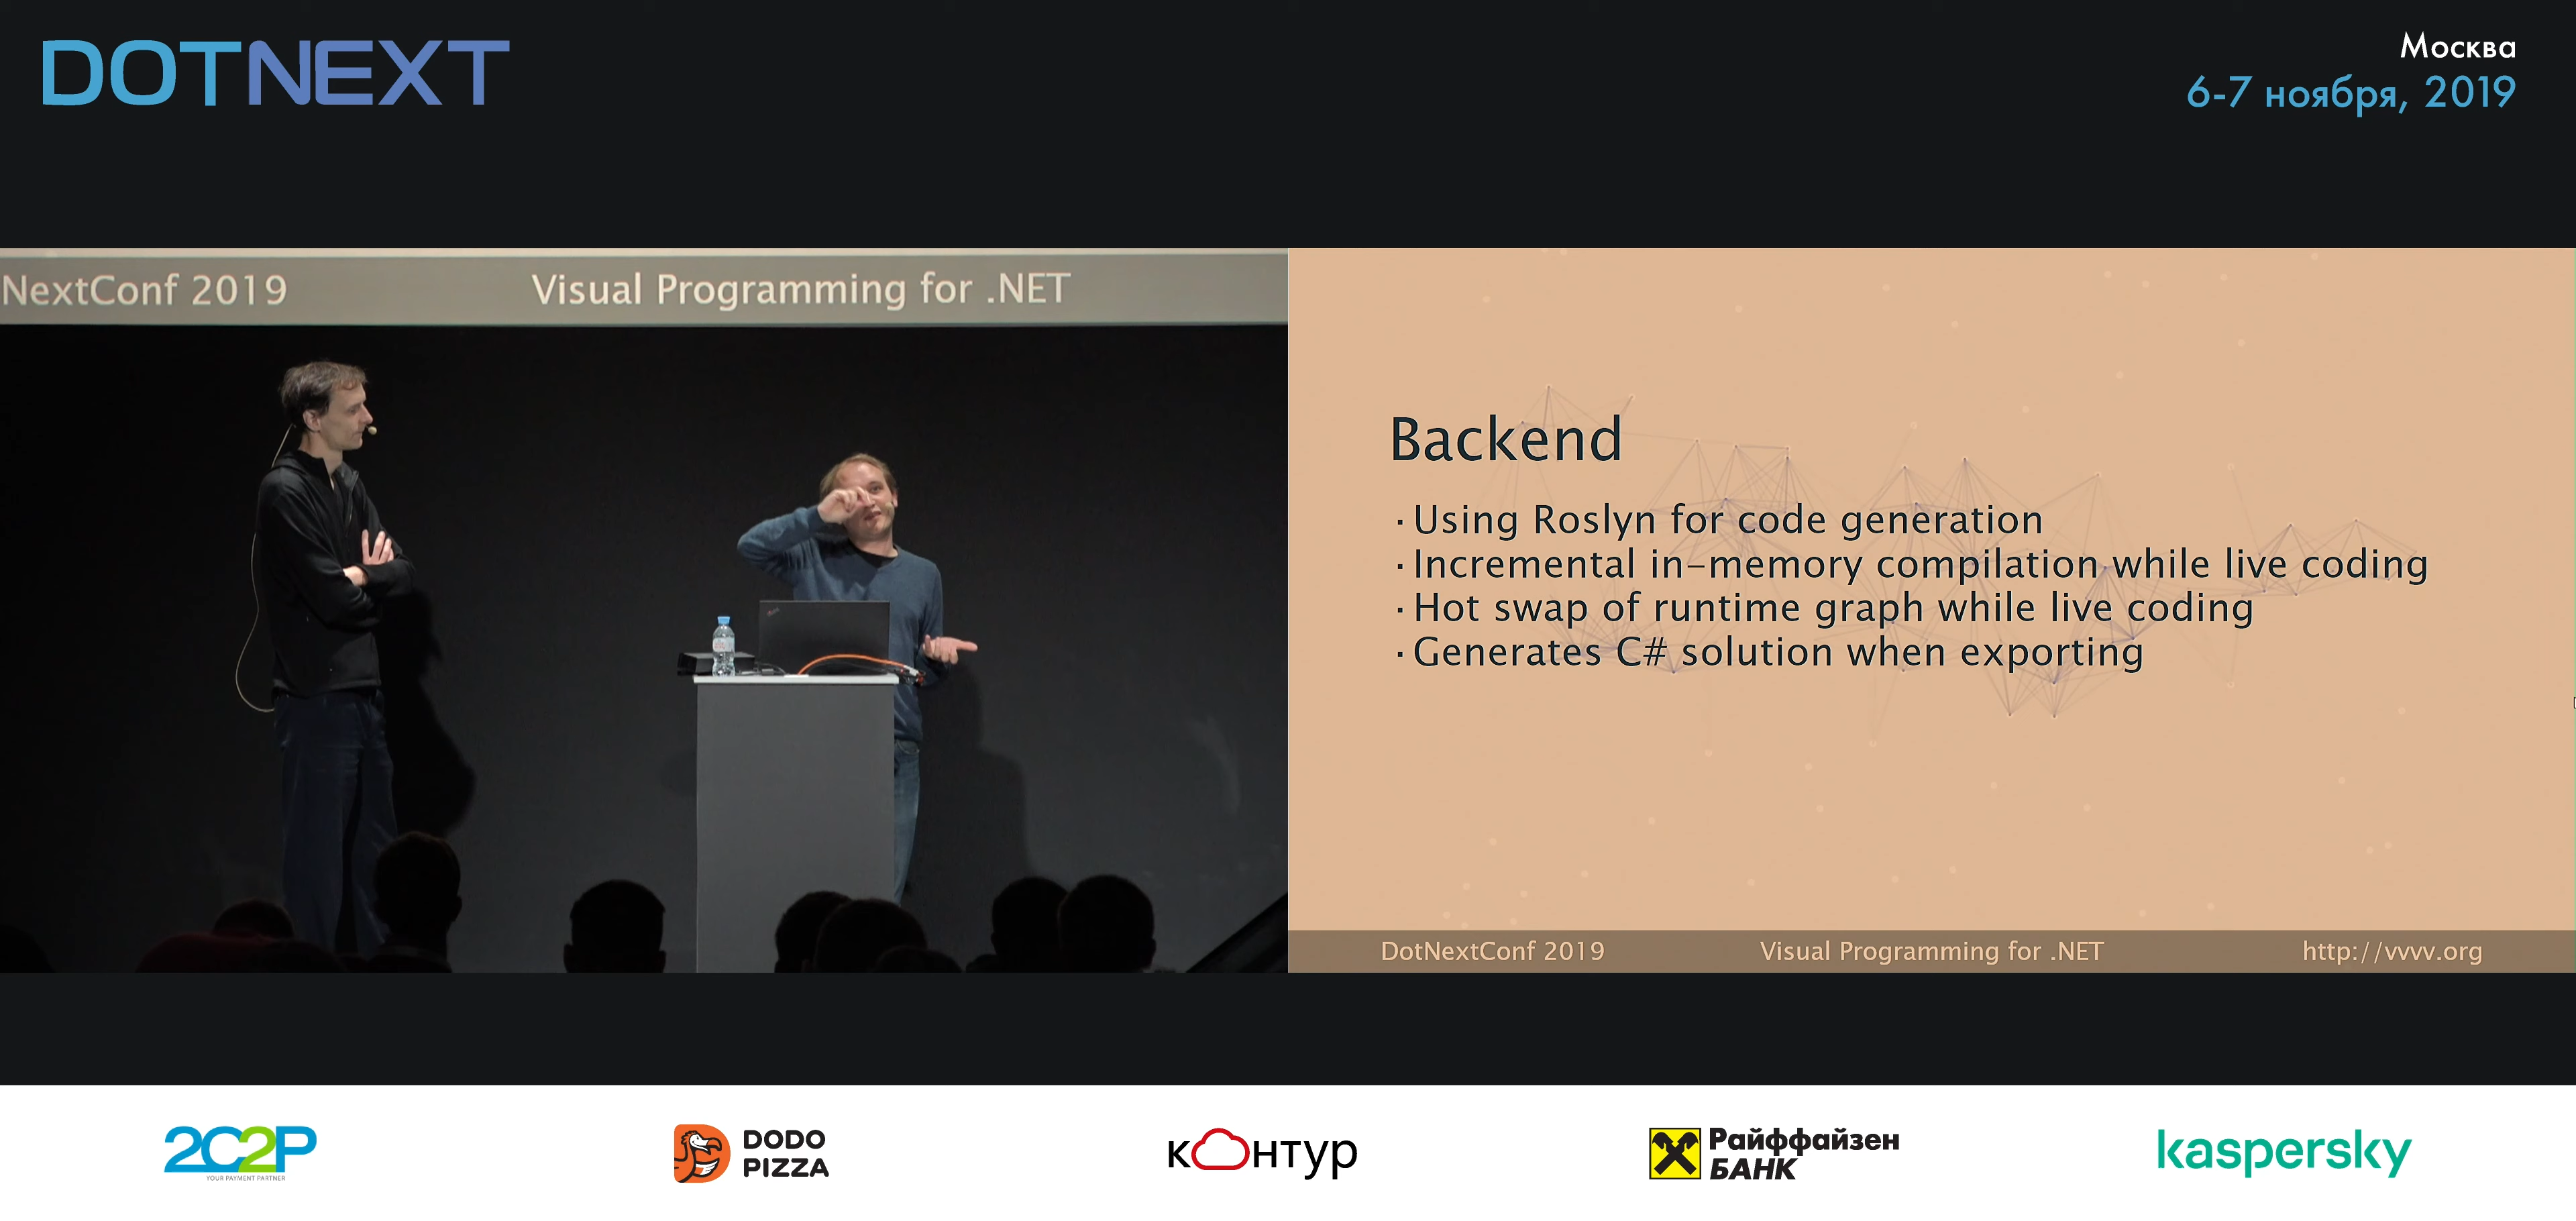 DOTNEXT
Москва
6-7 ноября, 2019
NextConf 2019
Visual Programming for .NET
Backend
· Using Roslyn for code generation
· Incremental in-memory compilation while live coding
· Hot swap of runtime graph while live coding
· Generates C# solution when exporting
DotNextConf 2019
Visual Programming for .NET
http://vvvv.org
2C2P
YOUR PAYMENT PARTNER
DODO
PIZZA
контур
Райффайзен
БАНК
kaspersky